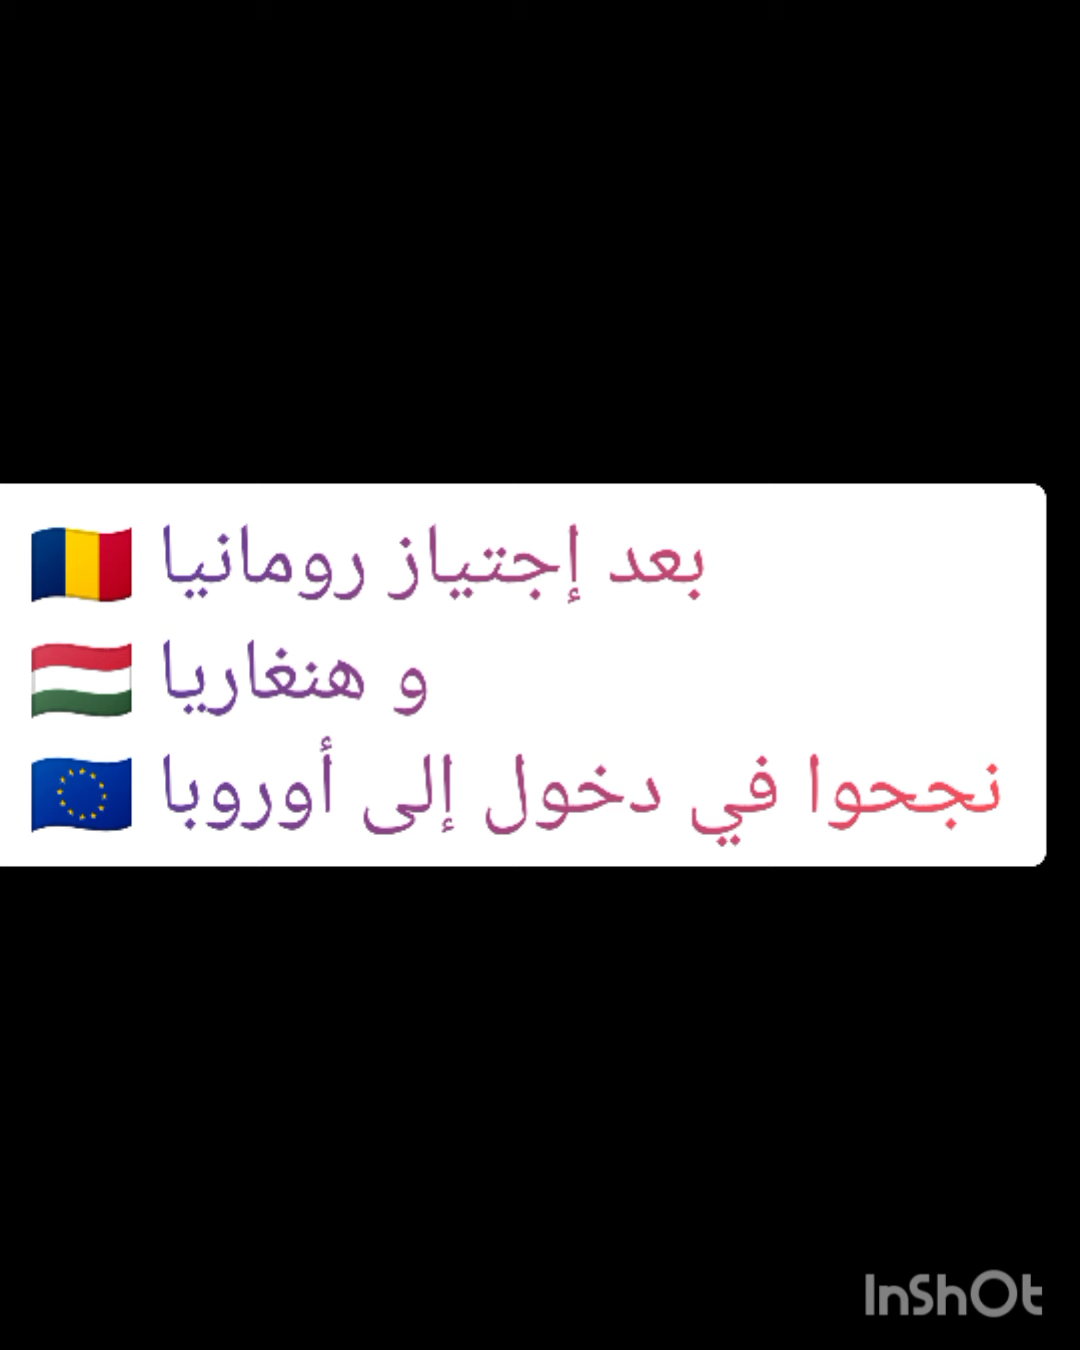 بعد إجتياز رومانيا 🇷🇴
و هنغاريا 🇭🇺
نجحوا في دخول إلى أوروبا 🇪🇺
InShOt